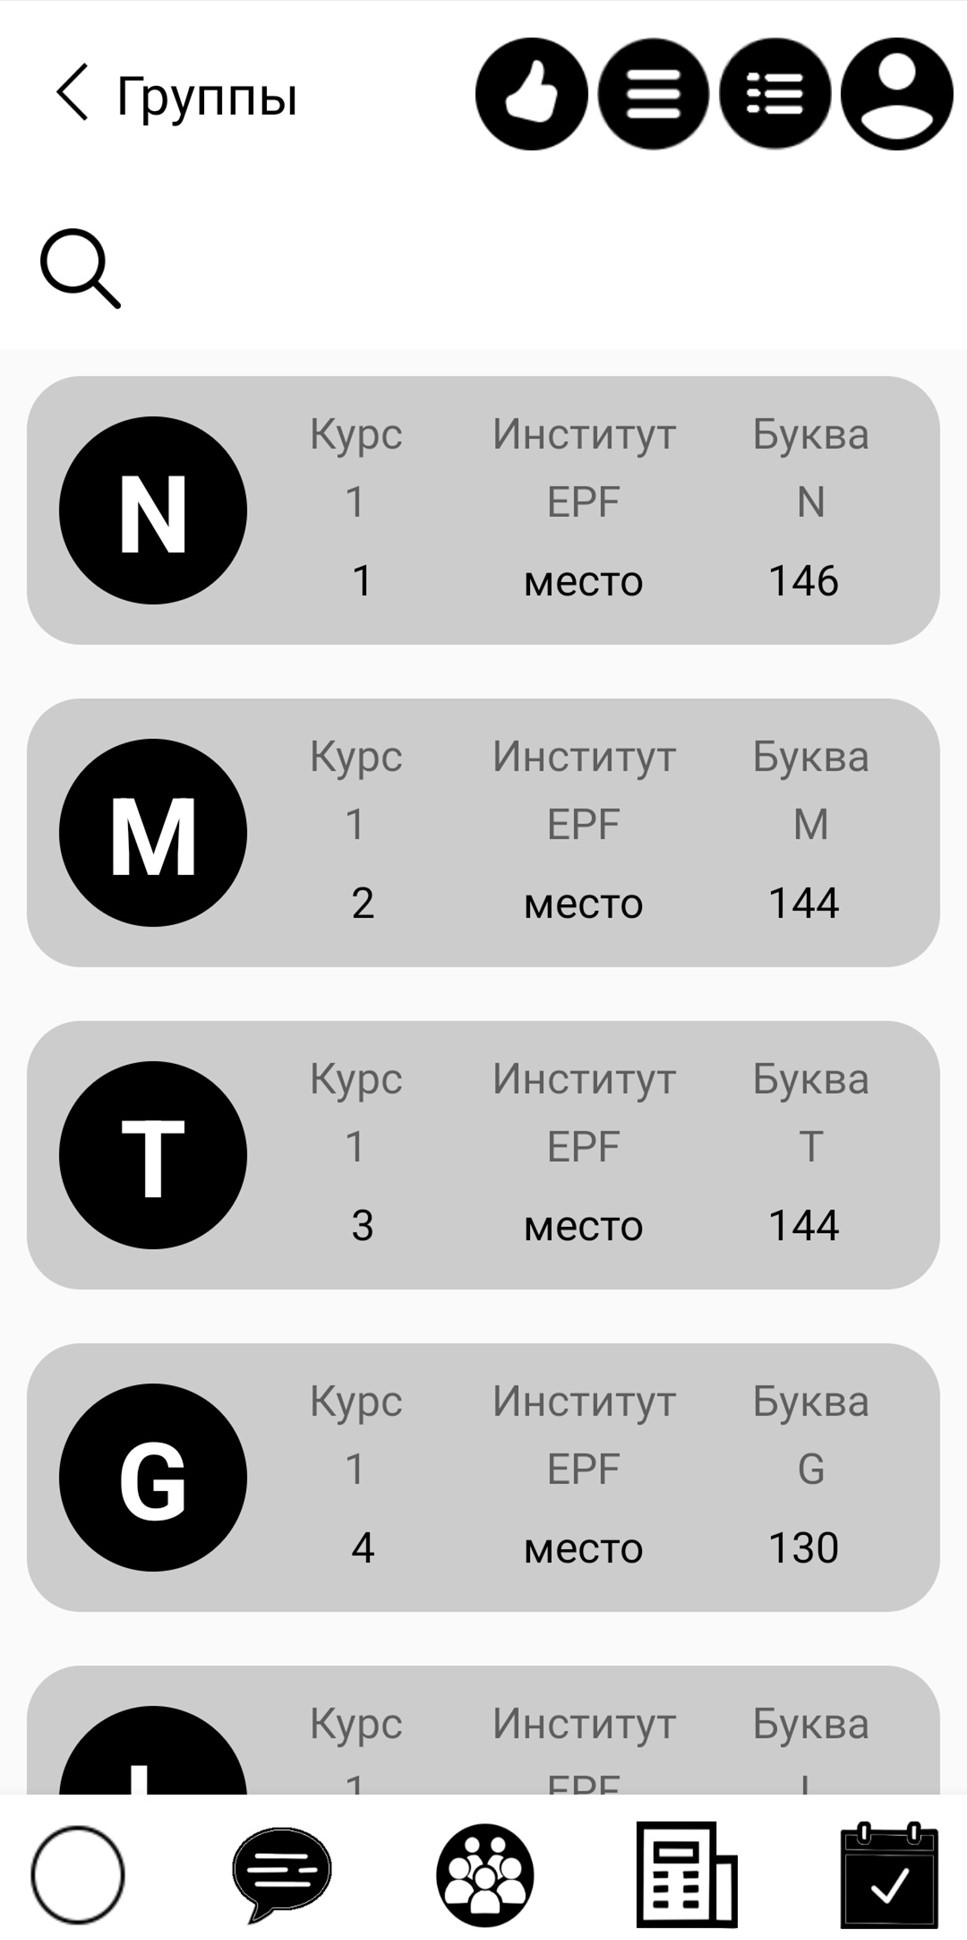 Группы
Курс Институт Буква
N 1 EPF N
1 место 146
Курс Институт Буква
M 1 EPF M
2 место 144
Курс Институт Буква
T 1 EPF T
3 место 144
Курс Институт Буква
G 1 EPF G
4 место 130
Курс Институт Буква
1 EPF